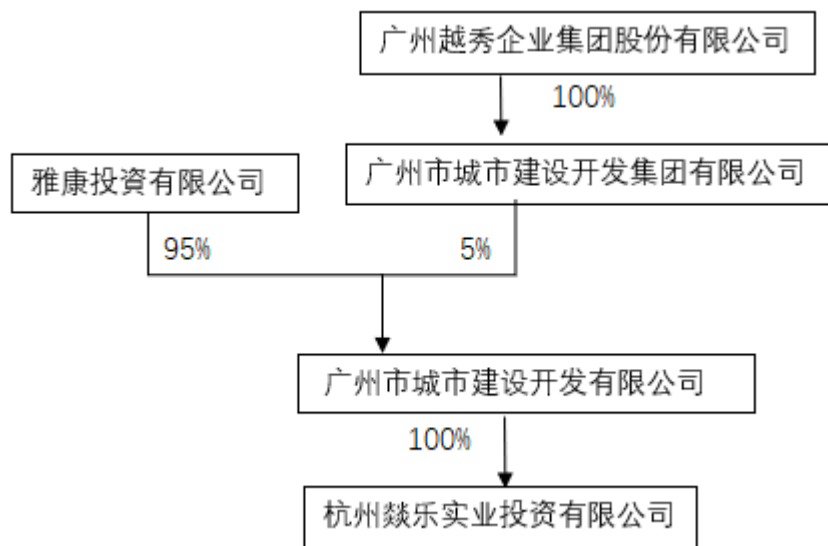 广州越秀企业集团股份有限公司
100%
雅康投資有限公司
广州市城市建设开发集团有限公司
95%
5%
广州市城市建设开发有限公司
100%
杭州燚乐实业投资有限公司